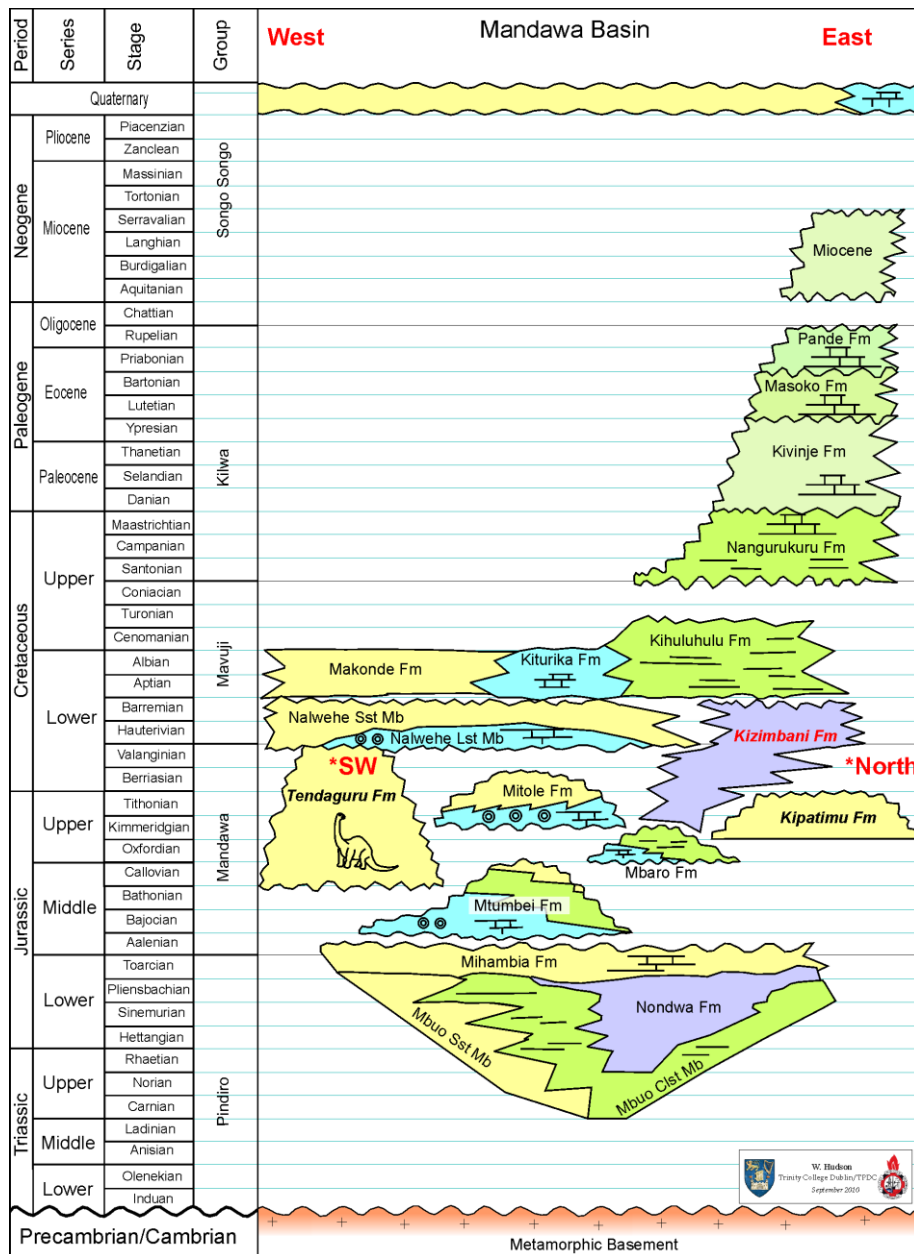 Period
Series
Stage
Group
West
Mandawa Basin
East
Quaternary
Neogene
Pliocene
Piacenzian
Zanclean
Miocene
Massinian
Tortonian
Serravalian
Langhian
Burdigalian
Aquitanian
Songo Songo
Miocene
Paleogene
Oligocene
Chattian
Rupelian
Eocene
Priabonian
Bartonian
Lutetian
Ypresian
Paleocene
Thanetian
Selandian
Danian
Kilwa
Pande Fm
Masoko Fm
Kivinje Fm
Cretaceous
Upper
Maastrichtian
Campanian
Santonian
Coniacian
Turonian
Cenomanian
Nangurukuru Fm
Lower
Albian
Aptian
Barremian
Hauterivian
Valanginian
Berriasian
Mavuji
Makonde Fm
Kiturika Fm
Kihuluhulu Fm
Nalwehe Sst Mb
Nalwehe Lst Mb
Kizimbani Fm
*SW
*North
Jurassic
Upper
Tithonian
Kimmeridgian
Oxfordian
Mandawa
Tendaguru Fm
Mitole Fm
Kipatimu Fm
Mbaro Fm
Middle
Callovian
Bathonian
Bajocian
Aalenian
Mtumbei Fm
Lower
Toarcian
Pliensbachian
Sinemurian
Hettangian
Mihambia Fm
Nondwa Fm
Mbuo Sst Mb
Mbuo Clst Mb
Triassic
Upper
Rhaetian
Norian
Carnian
Pindiro
Middle
Ladinian
Anisian
Lower
Olenekian
Induan
W. Hudson
Trinity College Dublin/TPDC
September 2010
Precambrian/Cambrian
Metamorphic Basement